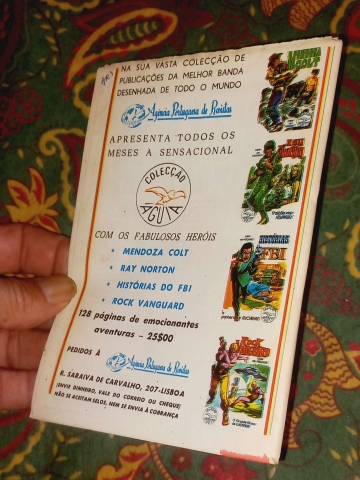 NA SUA VASTA COLECÇÃO DE
PUBLICAÇÕES DA MELHOR BANDA
DESENHADA DE TODO O MUNDO
Agência Portuguesa de Revistas
APRESENTA TODOS OS
MESES A SENSACIONAL
COLECÇÃO
ÁGUIA
COM OS FABULOSOS HERÓIS
* MENDOZA COLT
* RAY NORTON
* HISTÓRIAS DO FBI
* ROCK VANGUARD
128 páginas de emocionantes
aventuras — 25$00
PEDIDOS À
Agência Portuguesa de Revistas
R. SARAIVA DE CARVALHO, 207-LISBOA
(ENVIE DINHEIRO, VALE DO CORREIO OU CHEQUE)
NÃO SE ACEITAM SELOS, NEM SE ENVIA À COBRANÇA
MENDOZA
COLT
RAY
NORTON
HISTÓRIAS
FBI
ROCK
VANGUARD